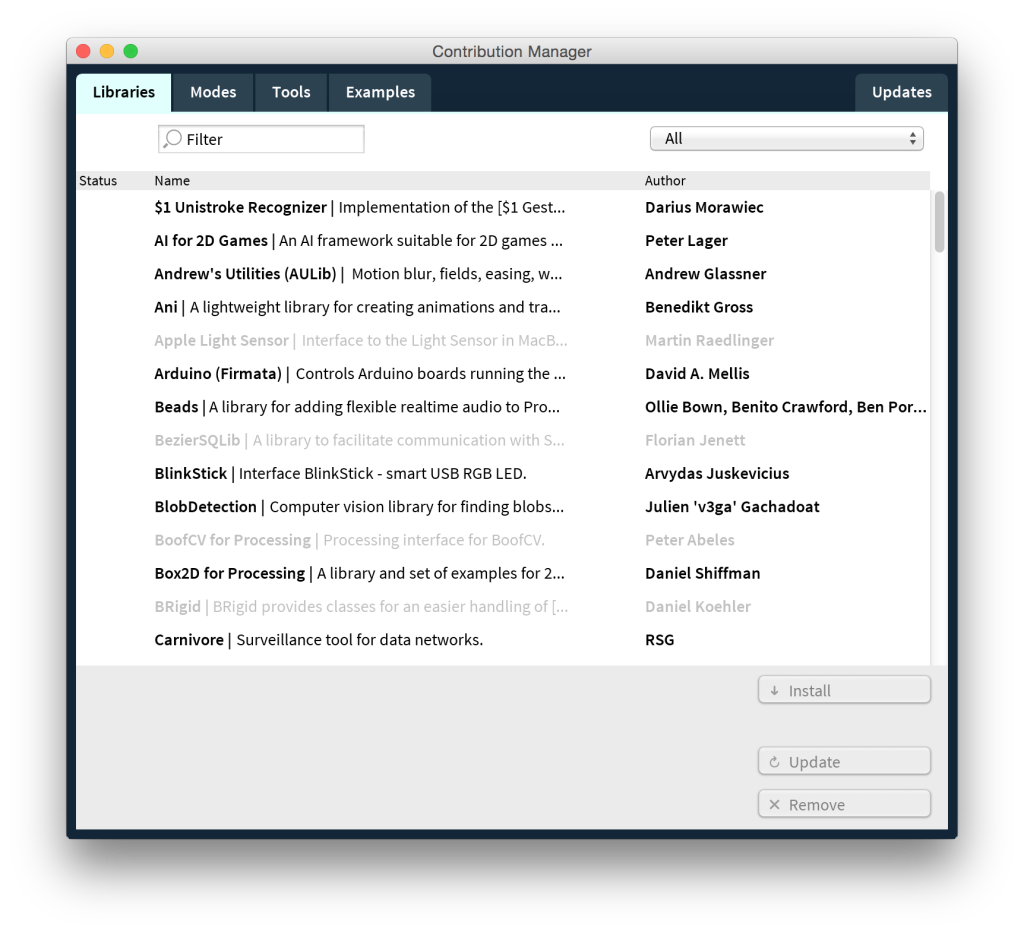 Contribution Manager
Libraries Modes Tools Examples Updates
Filter All
Status Name Author
$1 Unistroke Recognizer | Implementation of the [$1 Gest... Darius Morawiec
AI for 2D Games | An AI framework suitable for 2D games ... Peter Lager
Andrew's Utilities (AULib) | Motion blur, fields, easing, w... Andrew Glassner
Ani | A lightweight library for creating animations and tra... Benedikt Gross
Apple Light Sensor | Interface to the Light Sensor in MacB... Martin Raedlinger
Arduino (Firmata) | Controls Arduino boards running the ... David A. Mellis
Beads | A library for adding flexible realtime audio to Pro... Ollie Bown, Benito Crawford, Ben Por...
BezierSQLib | A library to facilitate communication with S... Florian Jenett
BlinkStick | Interface BlinkStick - smart USB RGB LED. Arvydas Juskevicius
BlobDetection | Computer vision library for finding blobs... Julien 'v3ga' Gachadoat
BoofCV for Processing | Processing interface for BoofCV. Peter Abeles
Box2D for Processing | A library and set of examples for 2... Daniel Shiffman
BRigid | BRigid provides classes for an easier handling of [... Daniel Koehler
Carnivore | Surveillance tool for data networks. RSG
Install
Update
Remove